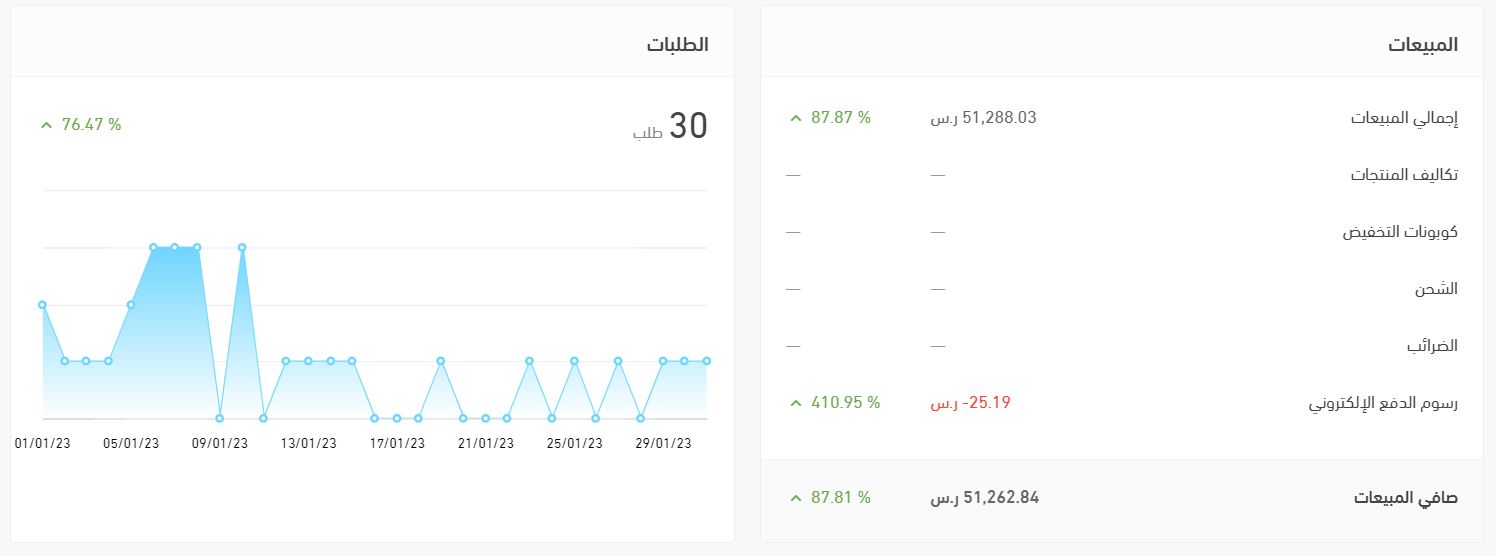 المبيعات
إجمالي المبيعات 51,288.03 ر.س 87.87 %
تكاليف المنتجات — —
كوبونات التخفيض — —
الشحن — —
الضرائب — —
رسوم الدفع الإلكتروني -25.19 ر.س 410.95 %
صافي المبيعات 51,262.84 ر.س 87.81 %
الطلبات
30 طلب 76.47 %
01/01/23 05/01/23 09/01/23 13/01/23 17/01/23 21/01/23 25/01/23 29/01/23